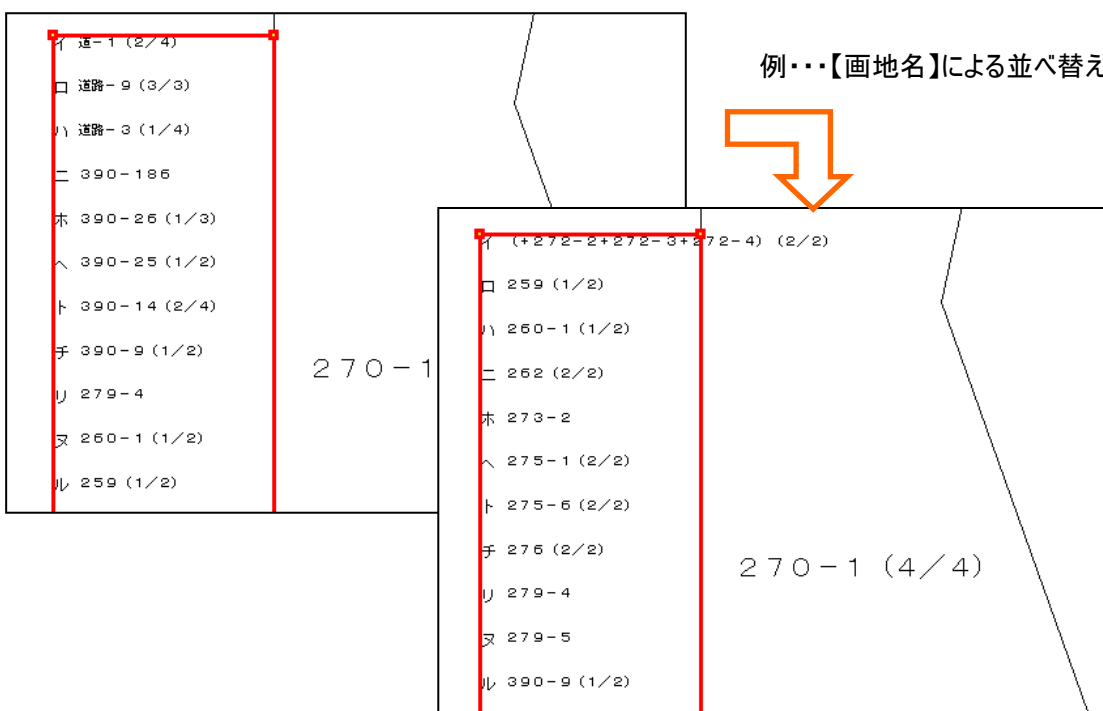 例・・・【画地名】による並べ替え
イ 道-1(2/4)
ロ 道路-9(3/3)
ハ 道路-3(1/4)
ニ 390-186
ホ 390-26(1/3)
ヘ 390-25(1/2)
ト 390-14(2/4)
チ 390-9(1/2)
リ 279-4
ヌ 260-1(1/2)
ル 259(1/2)
270-1
イ (+272-2+272-3+272-4)(2/2)
ロ 259(1/2)
ハ 260-1(1/2)
ニ 262(2/2)
ホ 273-2
ヘ 275-1(2/2)
ト 275-6(2/2)
チ 276(2/2)
リ 279-4
ヌ 279-5
ル 390-9(1/2)
270-1(4/4)